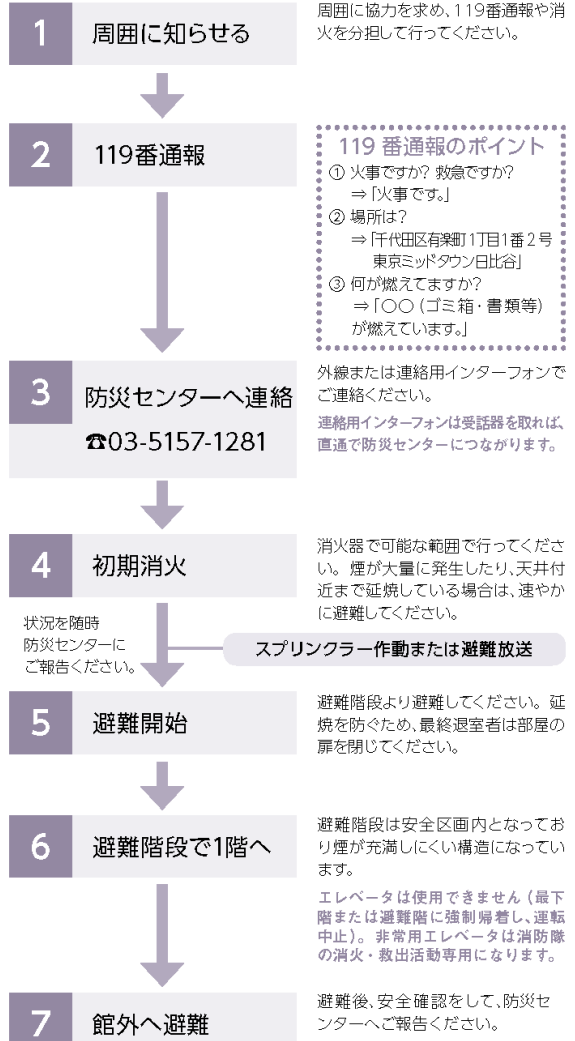 1 周囲に知らせる
周囲に協力を求め、119番通報や消
火を分担して行ってください。
2 119番通報
119 番通報のポイント
① 火事ですか? 救急ですか?
⇒「火事です。」
② 場所は?
⇒「千代田区有楽町1丁目1番2号
東京ミッドタウン日比谷」
③ 何が燃えてますか?
⇒「○○（ゴミ箱・書類等）
が燃えています。」
3 防災センターへ連絡
☎03-5157-1281
外線または連絡用インターフォンで
ご連絡ください。
連絡用インターフォンは受話器を取れば、
直通で防災センターにつながります。
4 初期消火
消火器で可能な範囲で行ってくださ
い。煙が大量に発生したり、天井付
近まで延焼している場合は、速やか
に避難してください。
状況を随時
防災センターに
ご報告ください。
スプリンクラー作動または避難放送
5 避難開始
避難階段より避難してください。延
焼を防ぐため、最終退室者は部屋の
扉を閉じてください。
6 避難階段で1階へ
避難階段は安全区画内となってお
り煙が充満しにくい構造になってい
ます。
エレベータは使用できません（最下
階または避難階に強制帰着し、運転
中止）。非常用エレベータは消防隊
の消火・救出活動専用になります。
7 館外へ避難
避難後、安全確認をして、防災セ
ンターへご報告ください。